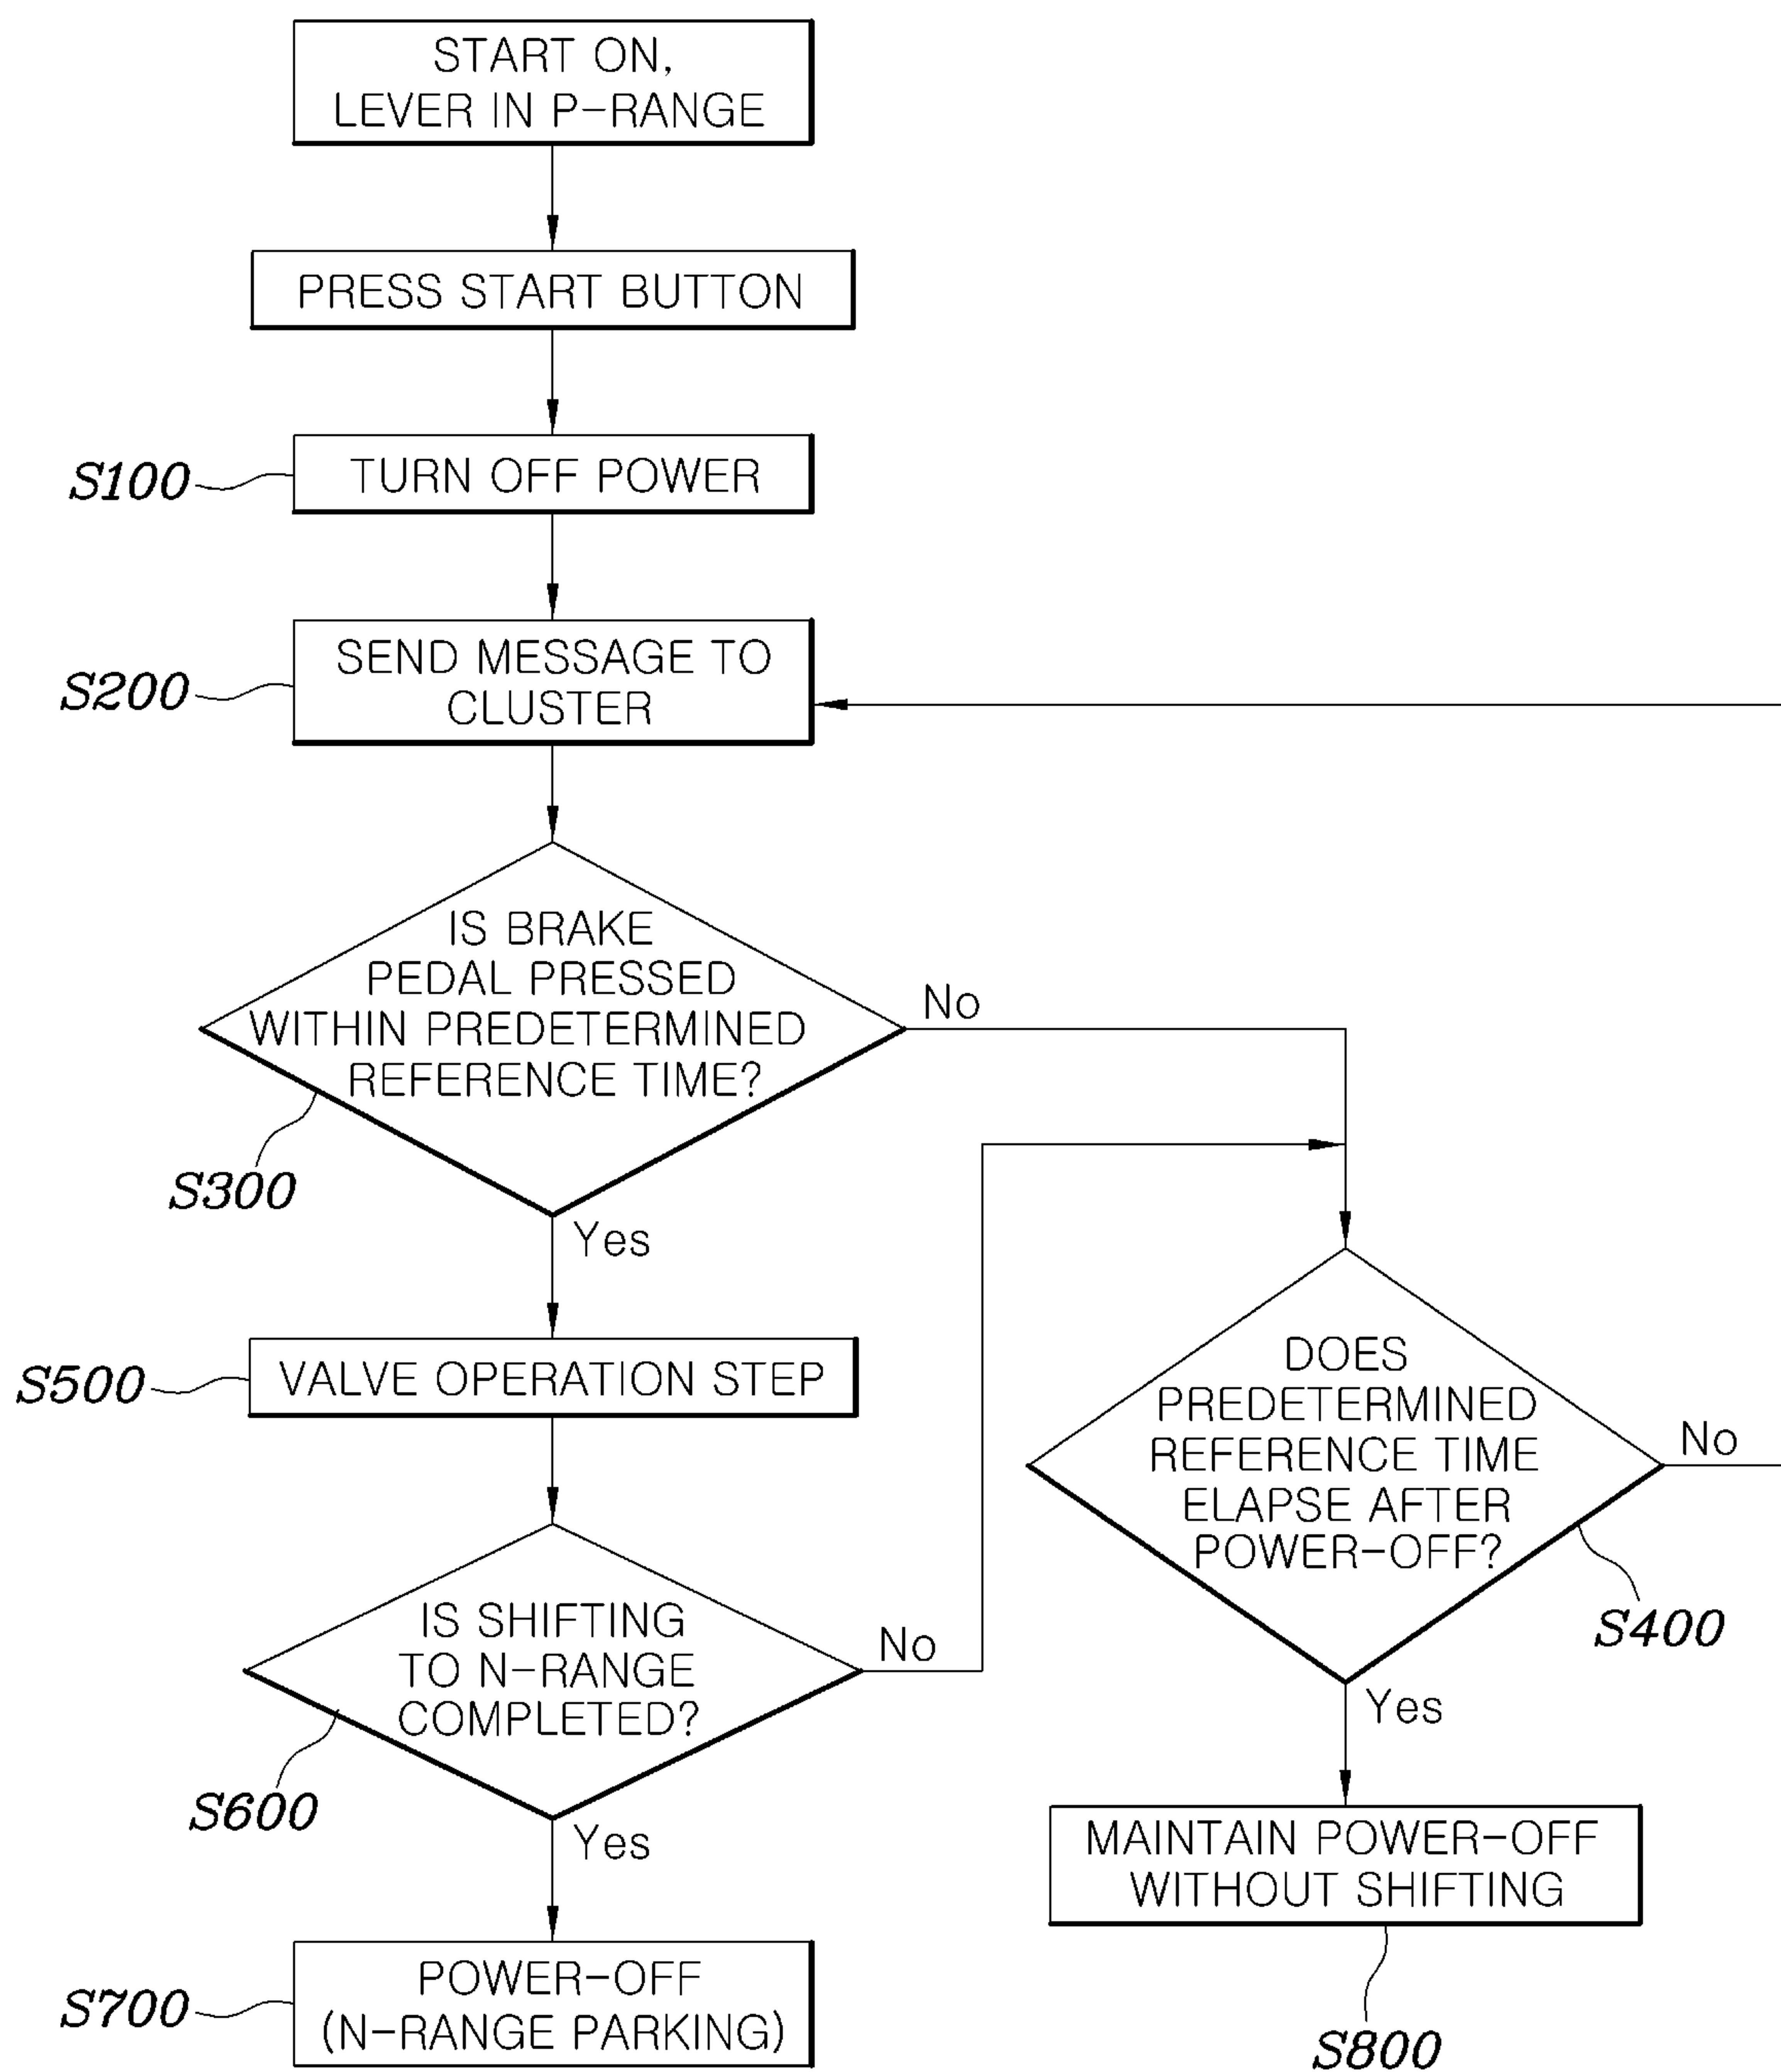 START ON,
LEVER IN P-RANGE
PRESS START BUTTON
S100
TURN OFF POWER
S200
SEND MESSAGE TO
CLUSTER
IS BRAKE
PEDAL PRESSED
WITHIN PREDETERMINED
REFERENCE TIME?
No
S300
Yes
S500
VALVE OPERATION STEP
DOES
PREDETERMINED
REFERENCE TIME
ELAPSE AFTER
POWER-OFF?
No
S400
Yes
IS SHIFTING
TO N-RANGE
COMPLETED?
No
S600
Yes
MAINTAIN POWER-OFF
WITHOUT SHIFTING
S800
S700
POWER-OFF
(N-RANGE PARKING)